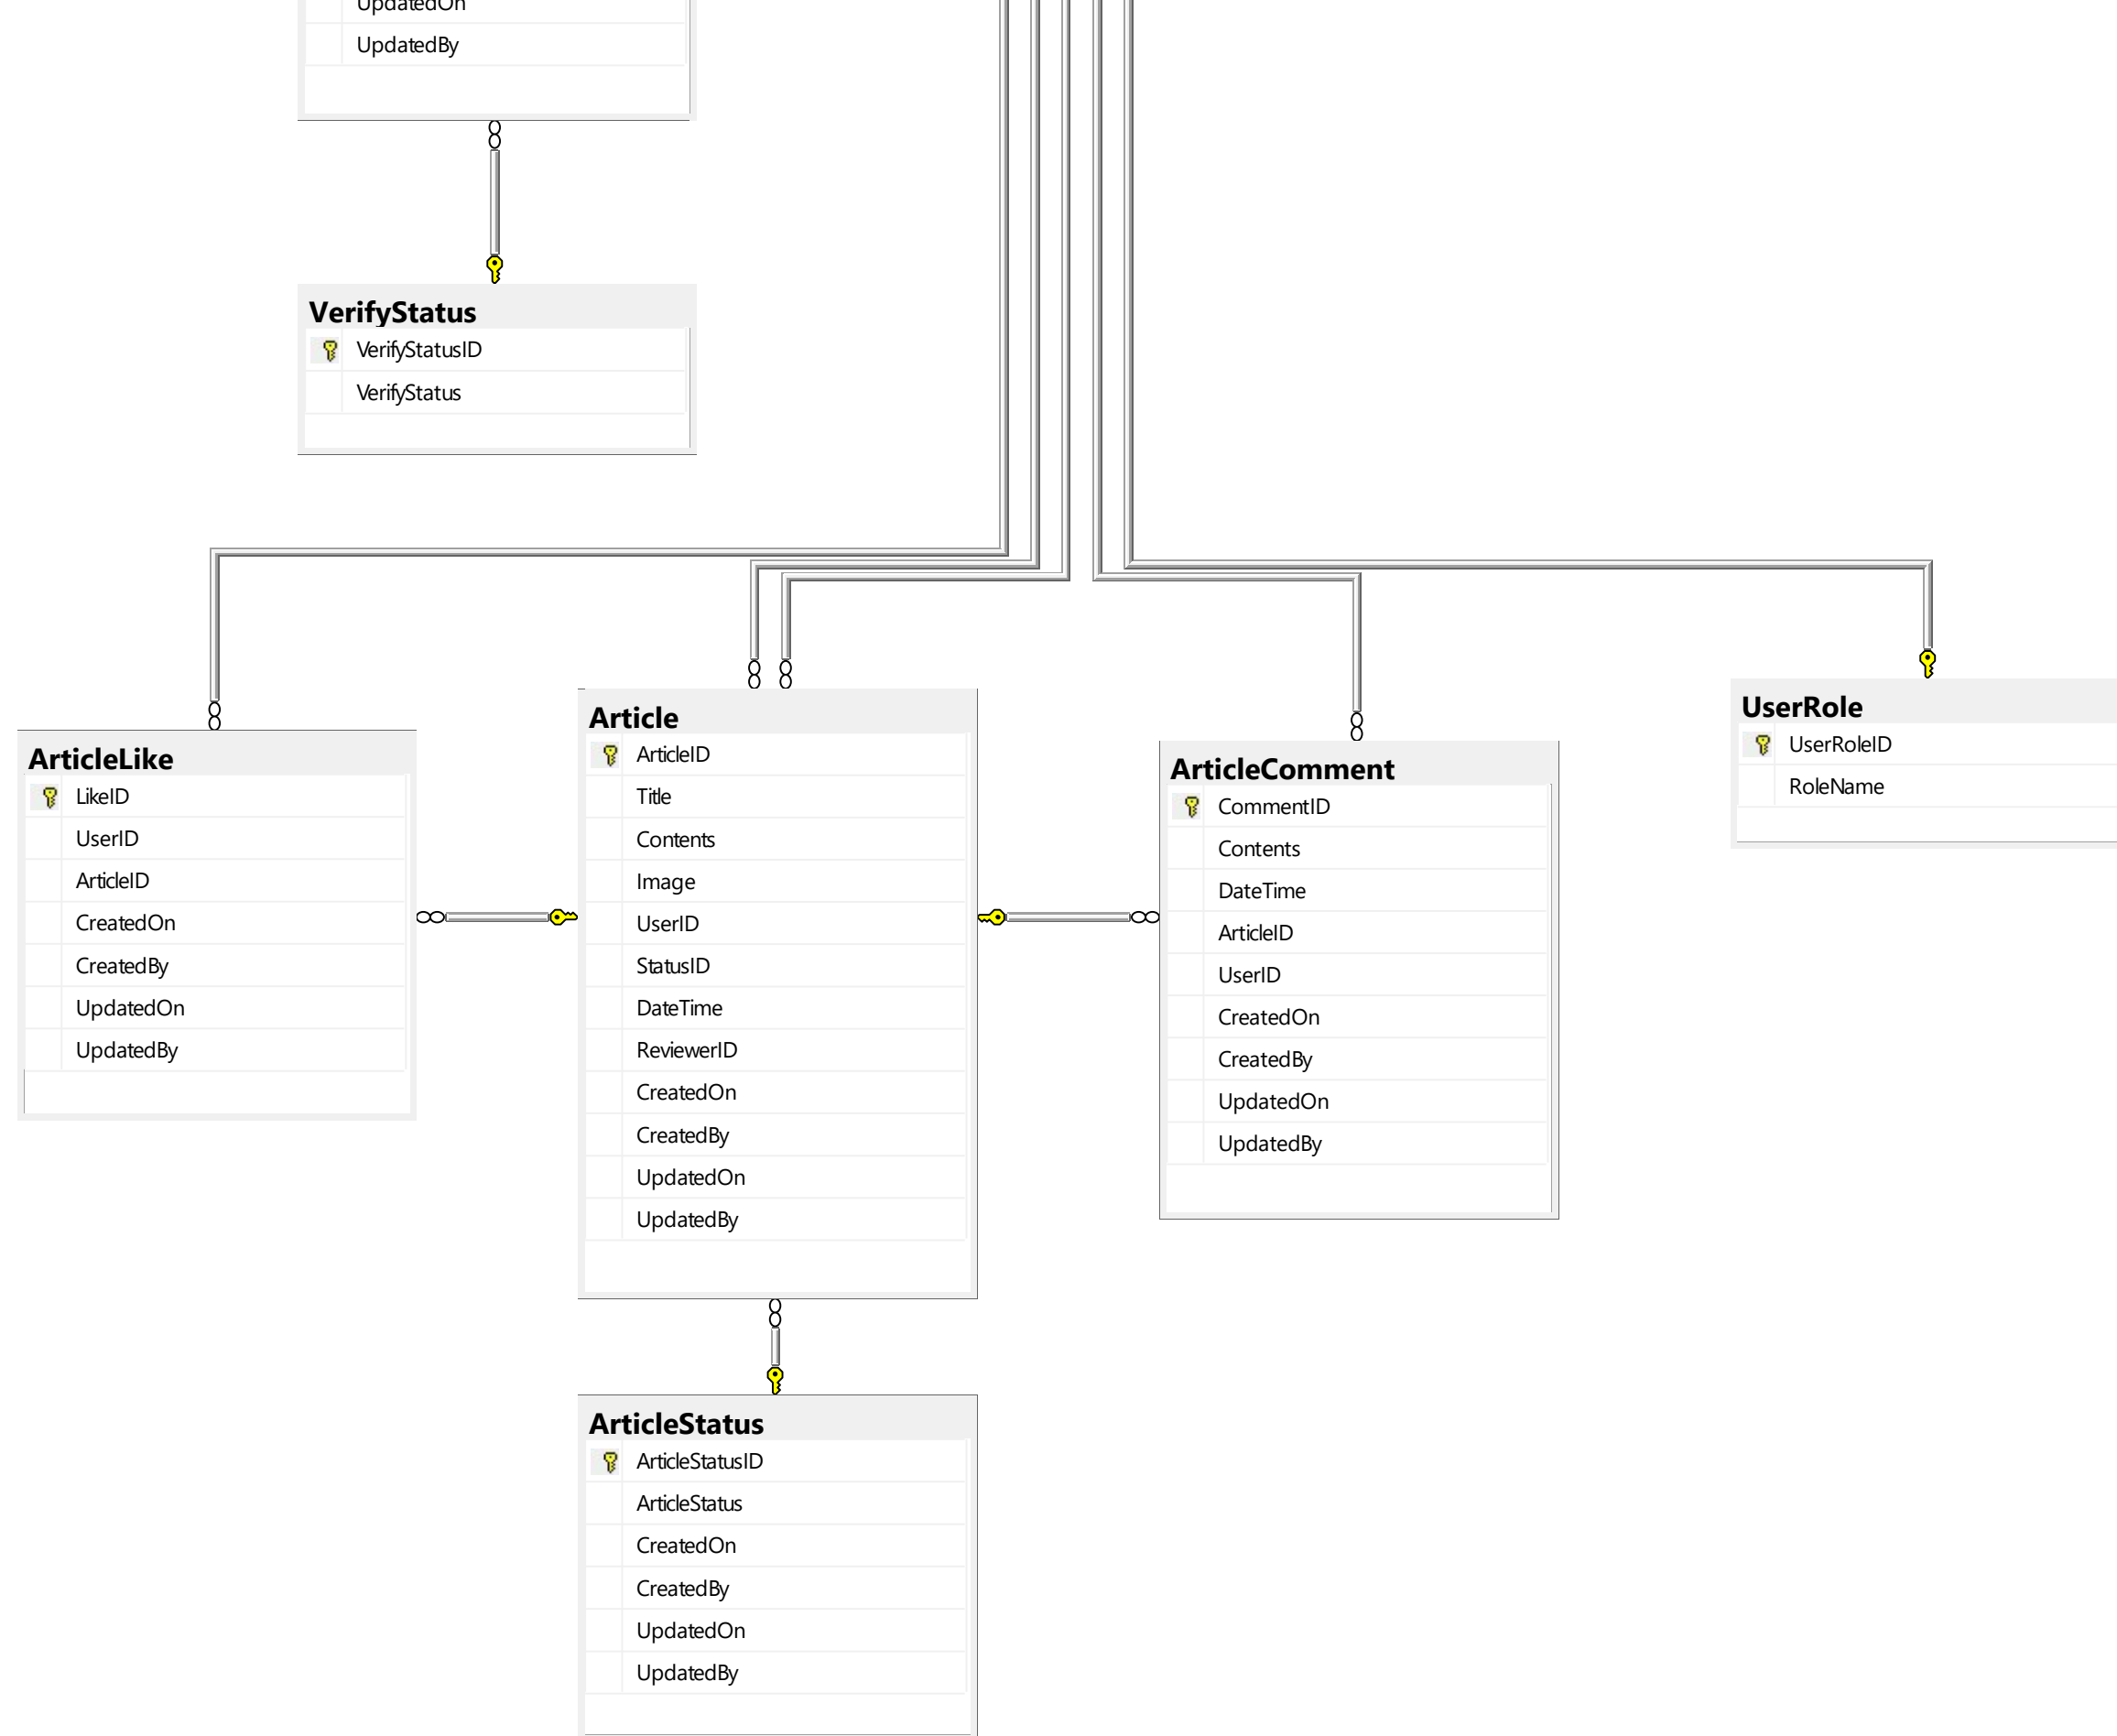 UpdatedOn
UpdatedBy
VerifyStatus
VerifyStatusID
VerifyStatus
ArticleLike
LikeID
UserID
ArticleID
CreatedOn
CreatedBy
UpdatedOn
UpdatedBy
Article
ArticleID
Title
Contents
Image
UserID
StatusID
DateTime
ReviewerID
CreatedOn
CreatedBy
UpdatedOn
UpdatedBy
ArticleComment
CommentID
Contents
DateTime
ArticleID
UserID
CreatedOn
CreatedBy
UpdatedOn
UpdatedBy
UserRole
UserRoleID
RoleName
ArticleStatus
ArticleStatusID
ArticleStatus
CreatedOn
CreatedBy
UpdatedOn
UpdatedBy